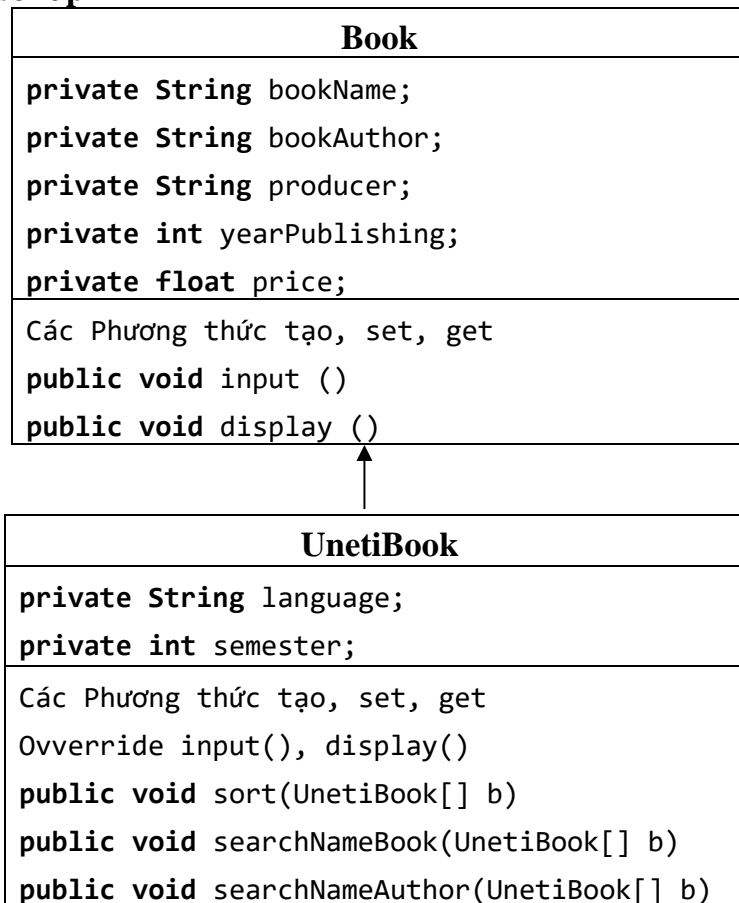 Book
private String bookName;
private String bookAuthor;
private String producer;
private int yearPublishing;
private float price;
Các Phương thức tạo, set, get
public void input ()
public void display ()
UnetiBook
private String language;
private int semester;
Các Phương thức tạo, set, get
Ovverride input(), display()
public void sort(UnetiBook[] b)
public void searchNameBook(UnetiBook[] b)
public void searchNameAuthor(UnetiBook[] b)